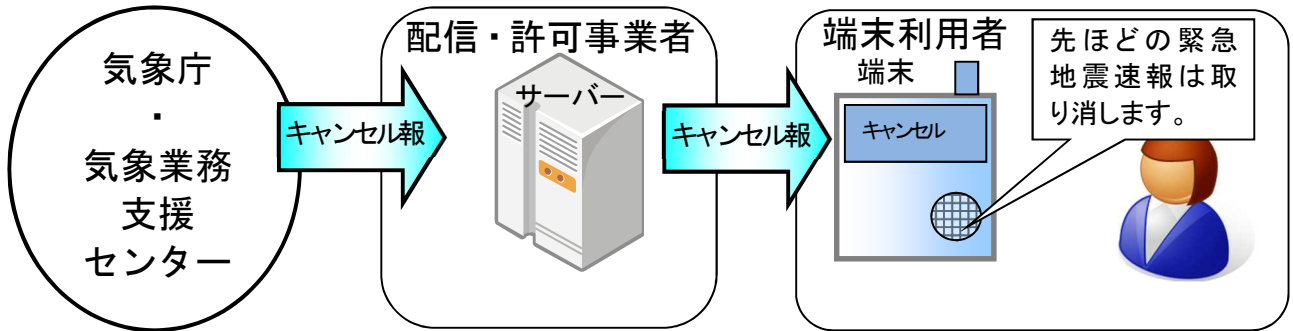 気象庁
・
気象業務
支援
センター
キャンセル報
配信・許可事業者
サーバー
キャンセル報
端末利用者
端末
キャンセル
先ほどの緊急
地震速報は取
り消します。